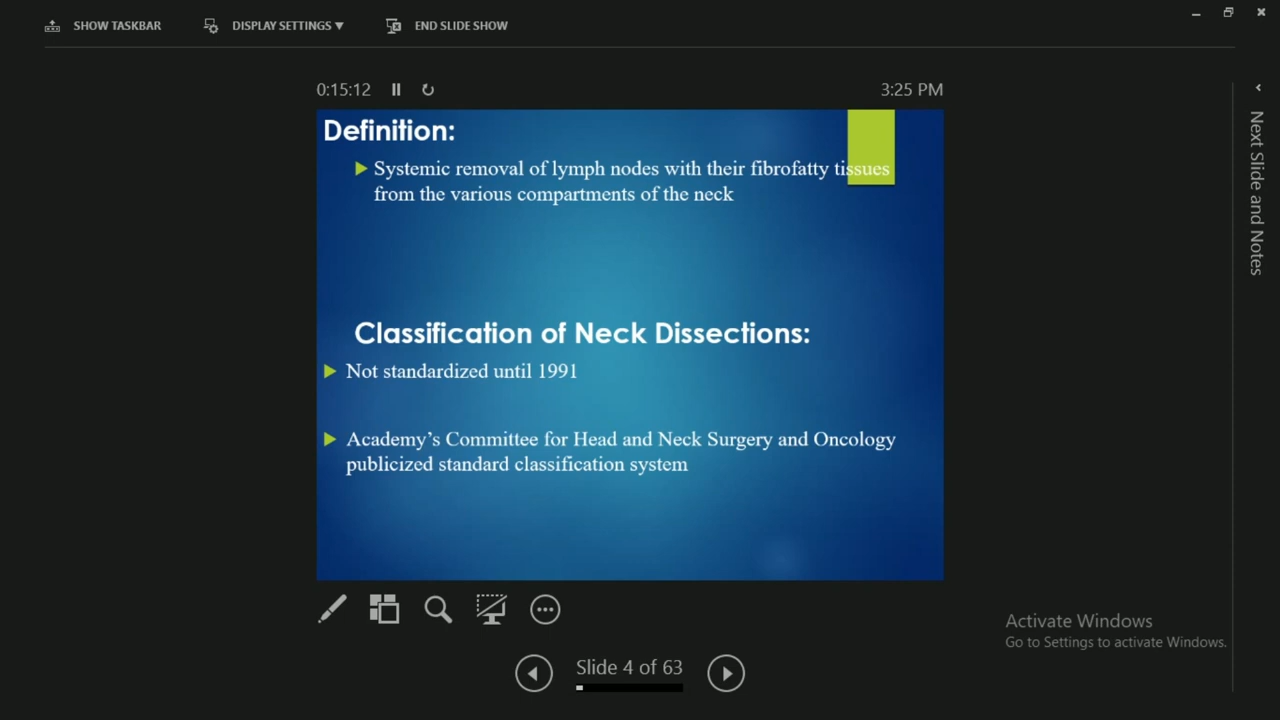 SHOW TASKBAR
DISPLAY SETTINGS
END SLIDE SHOW
0:15:12
3:25 PM
Definition:
Systemic removal of lymph nodes with their fibrofatty tissues
from the various compartments of the neck
Classification of Neck Dissections:
Not standardized until 1991
Academy's Committee for Head and Neck Surgery and Oncology
publicized standard classification system
Next Slide and Notes
Activate Windows
Go to Settings to activate Windows.
Slide 4 of 63